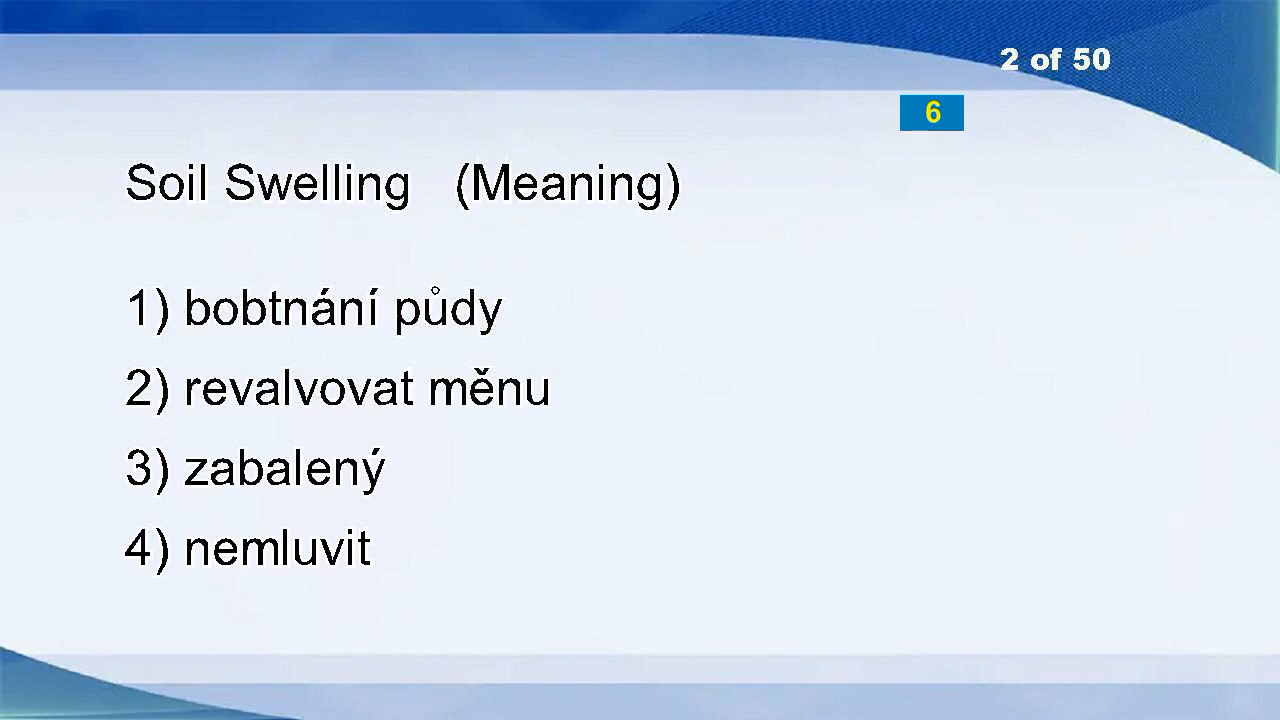 2 of 50
6
Soil Swelling (Meaning)
1) bobtnání půdy
2) revalvovat měnu
3) zabalený
4) nemluvit